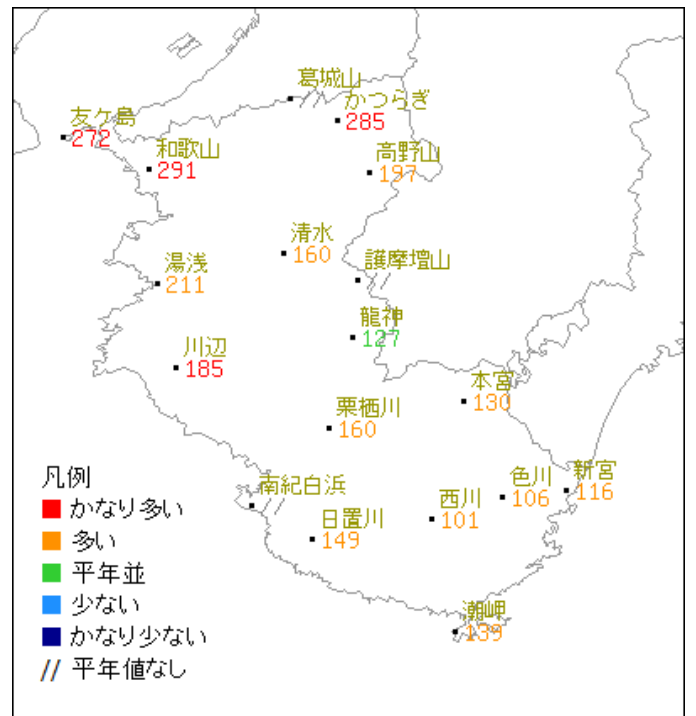 葛城山
//
かつらぎ
285
友ケ島
272
和歌山
291
高野山
197
清水
160
護摩壇山
//
湯浅
211
龍神
127
川辺
185
本宮
130
栗栖川
160
南紀白浜
//
日置川
149
西川
101
色川
106
新宮
116
潮岬
139
凡例
かなり多い
多い
平年並
少ない
かなり少ない
// 平年値なし